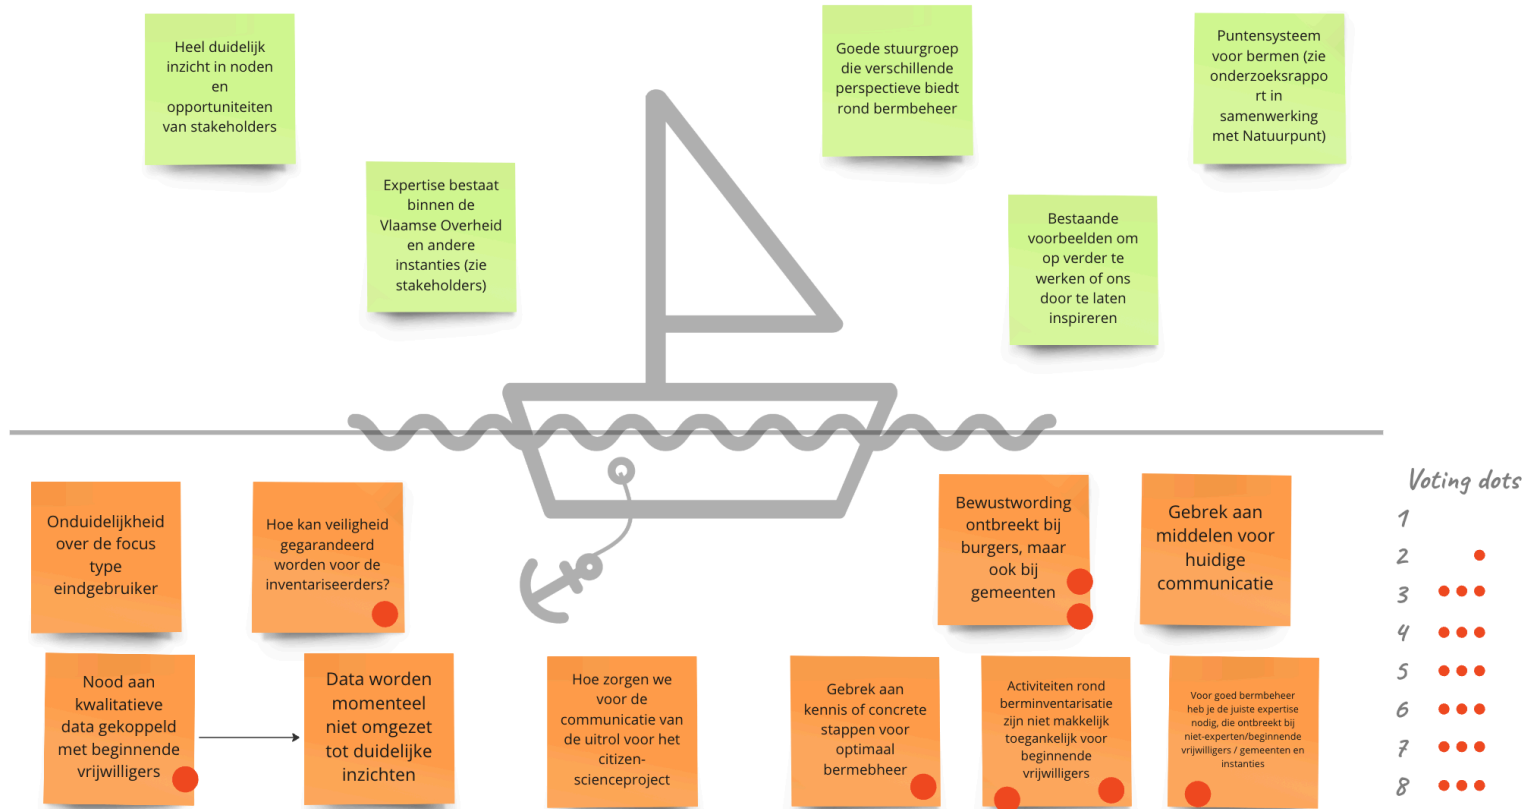 Heel duidelijk
inzicht in noden
en
opportuniteiten
van stakeholders
Expertise bestaat
binnen de
Vlaamse Overheid
en andere
instanties (zie
stakeholders)
Goede stuurgroep
die verschillende
perspectieve biedt
rond bermbeheer
Bestaande
voorbeelden om
op verder te
werken of ons
door te laten
inspireren
Puntensysteem
voor bermen (zie
onderzoeksrappo
rt in
samenwerking
met Natuurpunt)
Onduidelijkheid
over de focus
type
eindgebruiker
Hoe kan veiligheid
gegarandeerd
worden voor de
inventariseerders?
Bewustwording
ontbreekt bij
burgers, maar
ook bij
gemeenten
Gebrek aan
middelen voor
huidige
communicatie
Nood aan
kwalitatieve
data gekoppeld
met beginnende
vrijwilligers
Data worden
momenteel
niet omgezet
tot duidelijke
inzichten
Hoe zorgen we
voor de
communicatie van
de uitrol voor het
citizen-
scienceproject
Gebrek aan
kennis of concrete
stappen voor
optimaal
bermebheer
Activiteiten rond
berminventarisatie
zijn niet makkelijk
toegankelijk voor
beginnende
vrijwilligers
Voor goed bermbeheer
heb je de juiste expertise
nodig, die ontbreekt bij
niet-experten/beginnende
vrijwilligers / gemeenten en
instanties
Voting dots
1
2
3
4
5
6
7
8